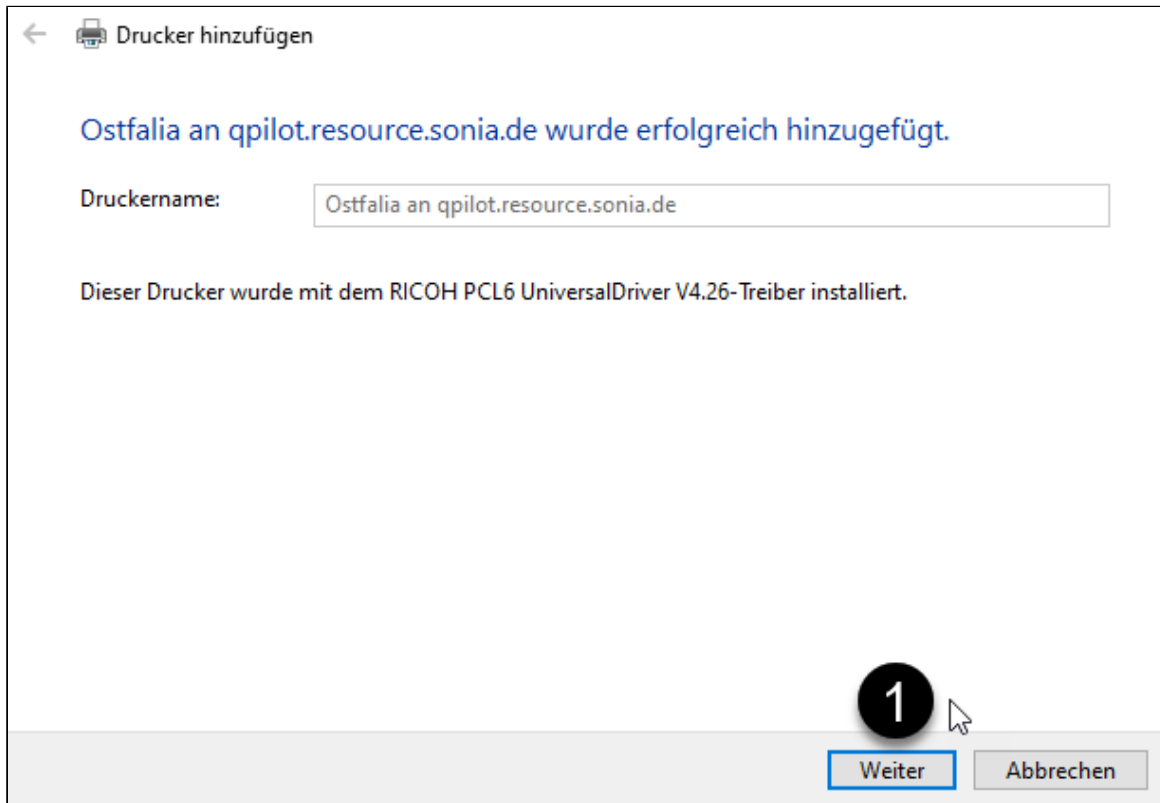 Drucker hinzufügen
Ostfalia an qpilot.resource.sonia.de wurde erfolgreich hinzugefügt.
Druckername: Ostfalia an qpilot.resource.sonia.de
Dieser Drucker wurde mit dem RICOH PCL6 UniversalDriver V4.26-Treiber installiert.
1
Weiter Abbrechen